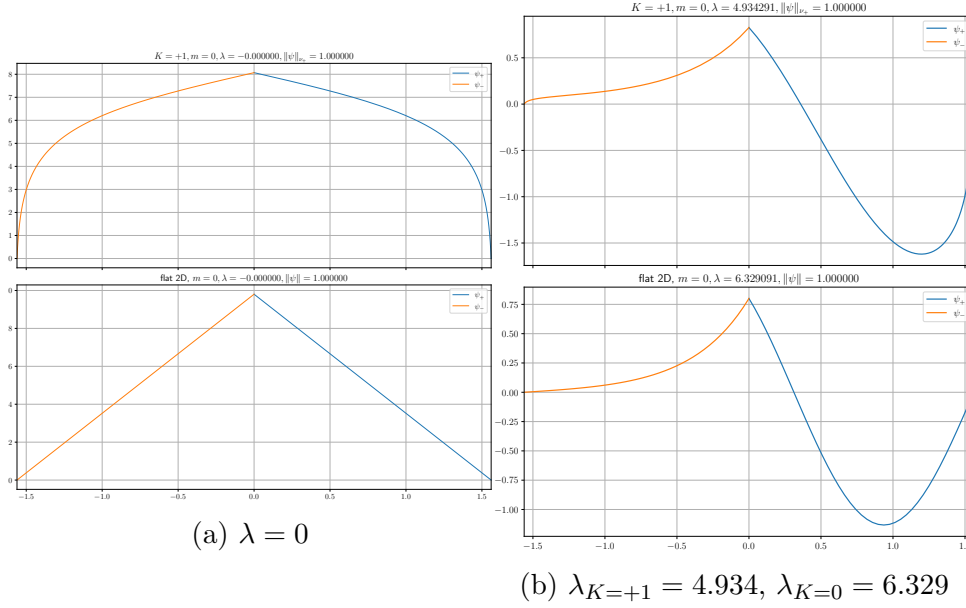 K = +1, m = 0, λ = −0.000000, ‖ψ‖_{ν₊} = 1.000000
ψ₊
ψ₋
8
7
6
5
4
3
2
1
0
flat 2D, m = 0, λ = −0.000000, ‖ψ‖ = 1.000000
ψ₊
ψ₋
8
6
4
2
0
−1.5 −1.0 −0.5 0.0 0.5 1.0 1.5
(a) λ = 0
K = +1, m = 0, λ = 4.934291, ‖ψ‖_{ν₊} = 1.000000
ψ₊
ψ₋
0.5
0.0
−0.5
−1.0
−1.5
flat 2D, m = 0, λ = 6.329091, ‖ψ‖ = 1.000000
ψ₊
ψ₋
0.75
0.50
0.25
0.00
−0.25
−0.50
−0.75
−1.00
−1.5 −1.0 −0.5 0.0 0.5 1.0 1.5
(b) λ_{K=+1} = 4.934, λ_{K=0} = 6.329